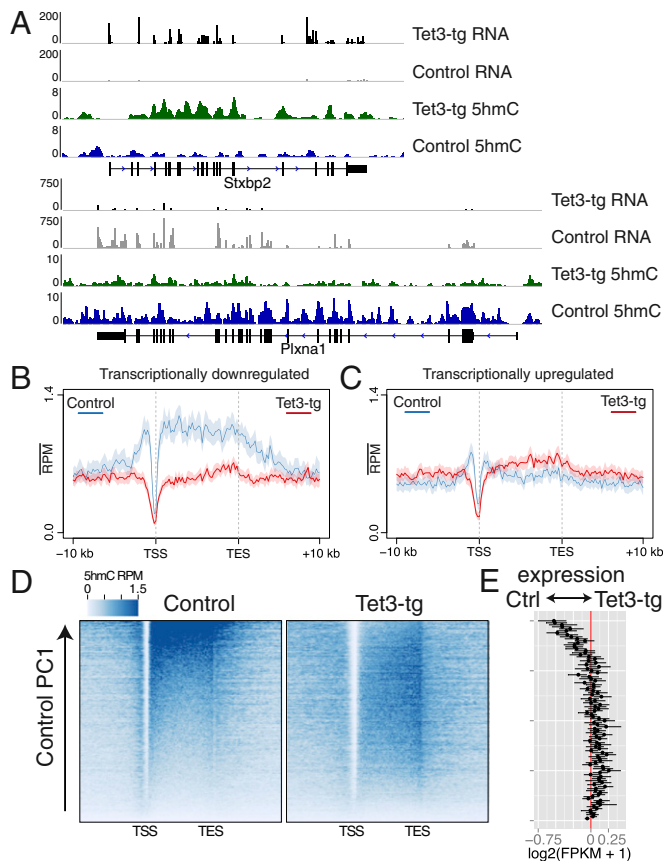 A
200
0
Tet3-tg RNA
200
0
Control RNA
8
0
Tet3-tg 5hmC
8
0
Control 5hmC
Stxbp2
750
0
Tet3-tg RNA
750
0
Control RNA
10
0
Tet3-tg 5hmC
10
0
Control 5hmC
Plxna1
B
Transcriptionally downregulated
1.4
Control
Tet3-tg
RPM
0.0
−10 kb
TSS
TES
+10 kb
C
Transcriptionally upregulated
1.4
Control
Tet3-tg
RPM
0.0
−10 kb
TSS
TES
+10 kb
D
5hmC RPM
0
1.5
Control
Tet3-tg
Control PC1
TSS
TES
TSS
TES
E
expression
Ctrl
Tet3-tg
−0.75
0
0.25
log2(FPKM + 1)